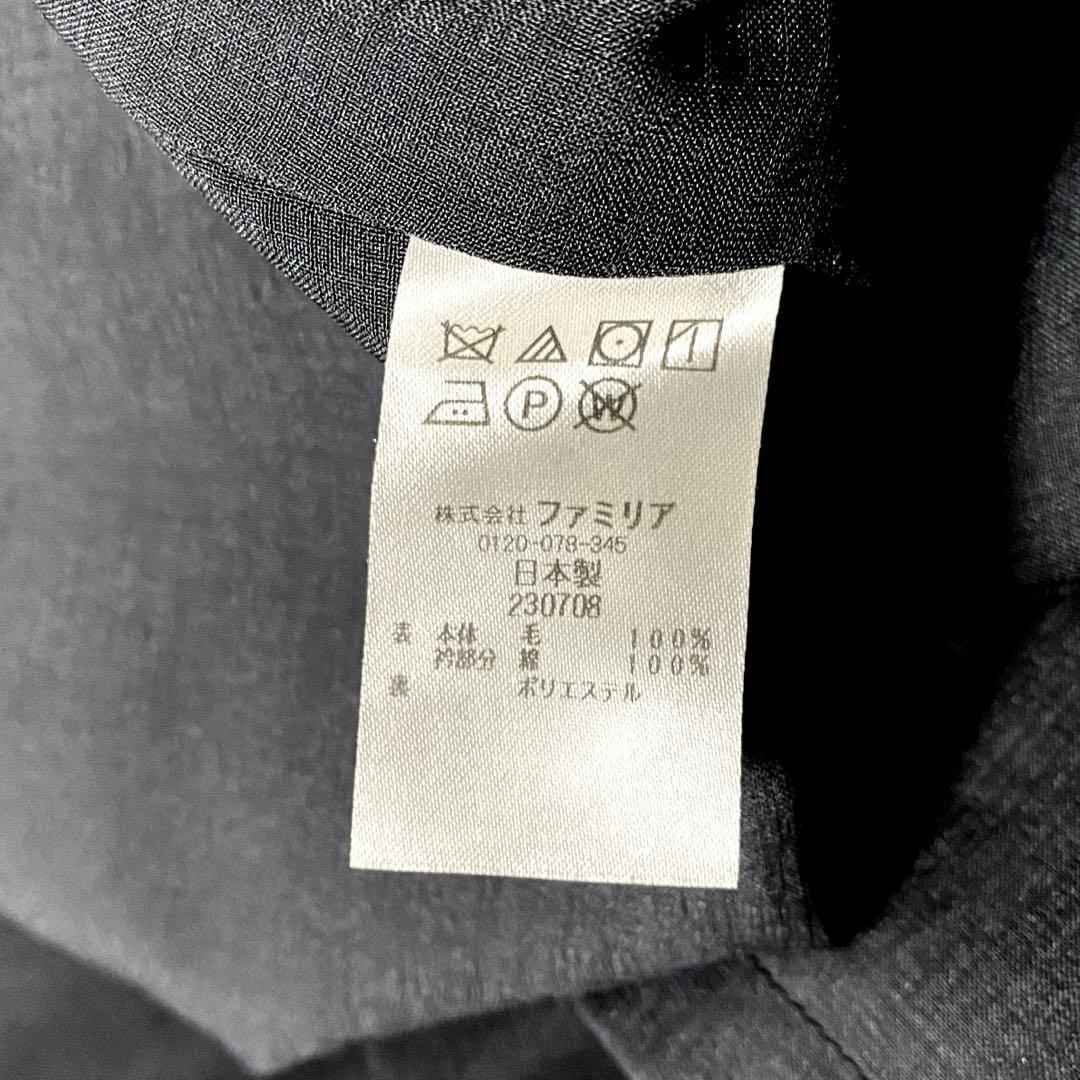 P W
株式会社 ファミリア
0120-078-345
日本製
230708
表 本体 毛 100%
衿部分 綿 100%
裏 ポリエステル